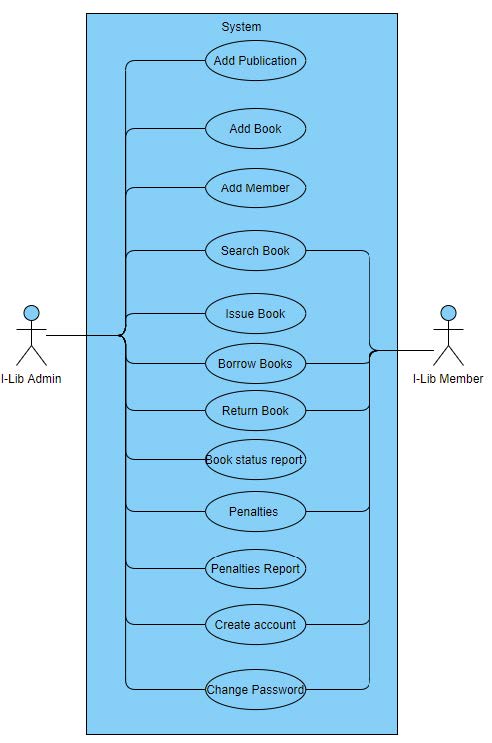 System
Add Publication
Add Book
Add Member
Search Book
Issue Book
I-Lib Admin
I-Lib Member
Borrow Books
Return Book
Book status report
Penalties
Penalties Report
Create account
Change Password